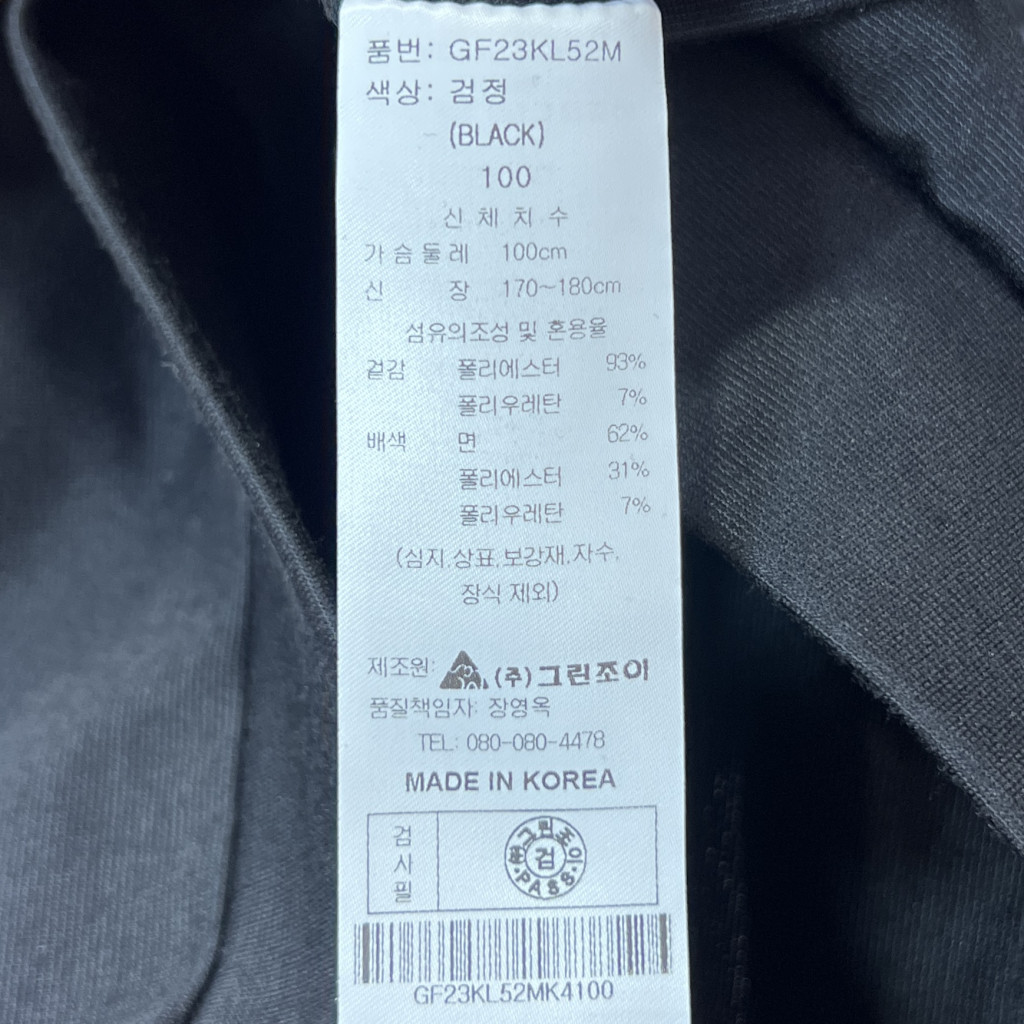 품번: GF23KL52M
색상: 검정
(BLACK)
100
신체치수
가슴둘레 100cm
신장 170~180cm
섬유의조성 및 혼용율
겉감 폴리에스터 93%
폴리우레탄 7%
배색 면 62%
폴리에스터 31%
폴리우레탄 7%
(심지,상표,보강재,자수,
장식 제외)
제조원: (주)그린조이
품질책임자: 장영옥
TEL: 080-080-4478
MADE IN KOREA
검사필
㈜그린조이
검
PASS
GF23KL52MK4100